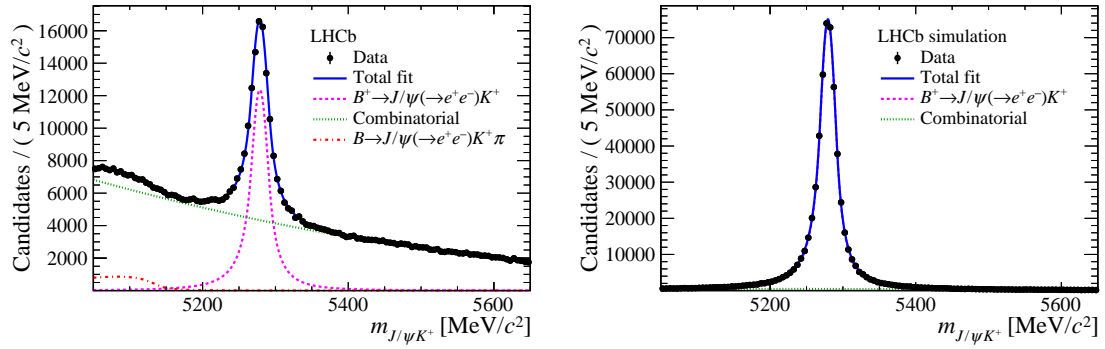 Candidates / ( 5 MeV/c²)
16000
14000
12000
10000
8000
6000
4000
2000
LHCb
Data
Total fit
B⁺→J/ψ(→e⁺e⁻)K⁺
Combinatorial
B→J/ψ(→e⁺e⁻)K⁺π
5200 5400 5600
m_{J/ψK⁺} [MeV/c²]
Candidates / ( 5 MeV/c²)
70000
60000
50000
40000
30000
20000
10000
LHCb simulation
Data
Total fit
B⁺→J/ψ(→e⁺e⁻)K⁺
Combinatorial
5200 5400 5600
m_{J/ψK⁺} [MeV/c²]